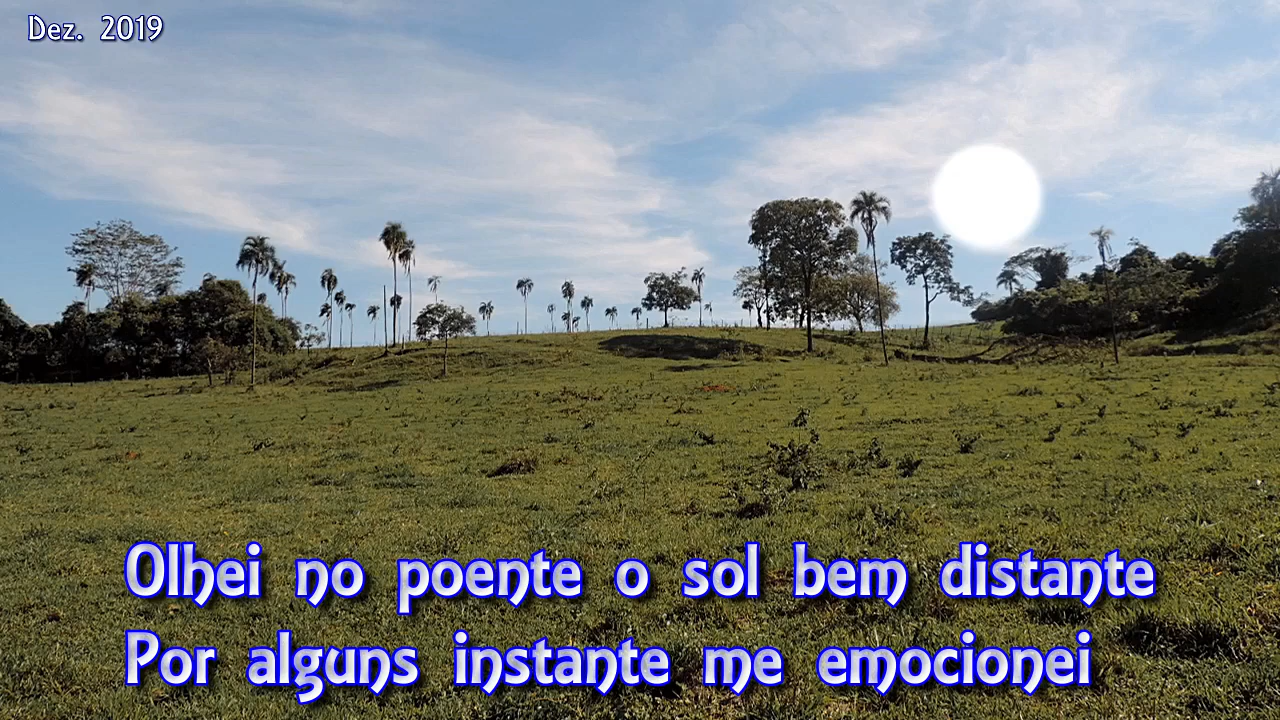 Dez. 2019
Olhei no poente o sol bem distante
Por alguns instante me emocionei